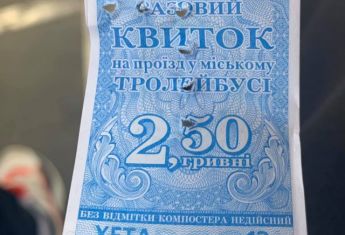 РАЗОВИЙ
КВИТОК
на проїзд у міському
ТРОЛЕЙБУСІ
2,50
гривні
БЕЗ ВІДМІТКИ КОМПОСТЕРА НЕДІЙСНИЙ